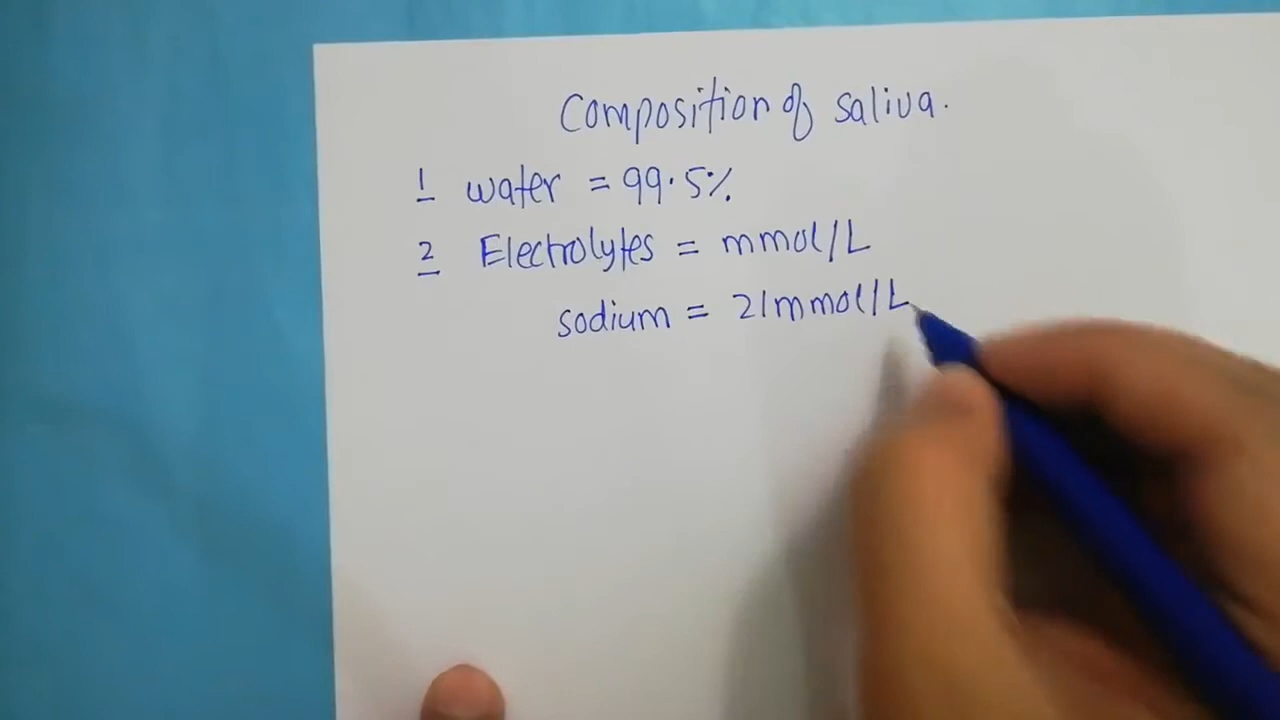 Composition of saliva.
1 water = 99.5%
2 Electrolytes = mmol/L
sodium = 21mmol/L